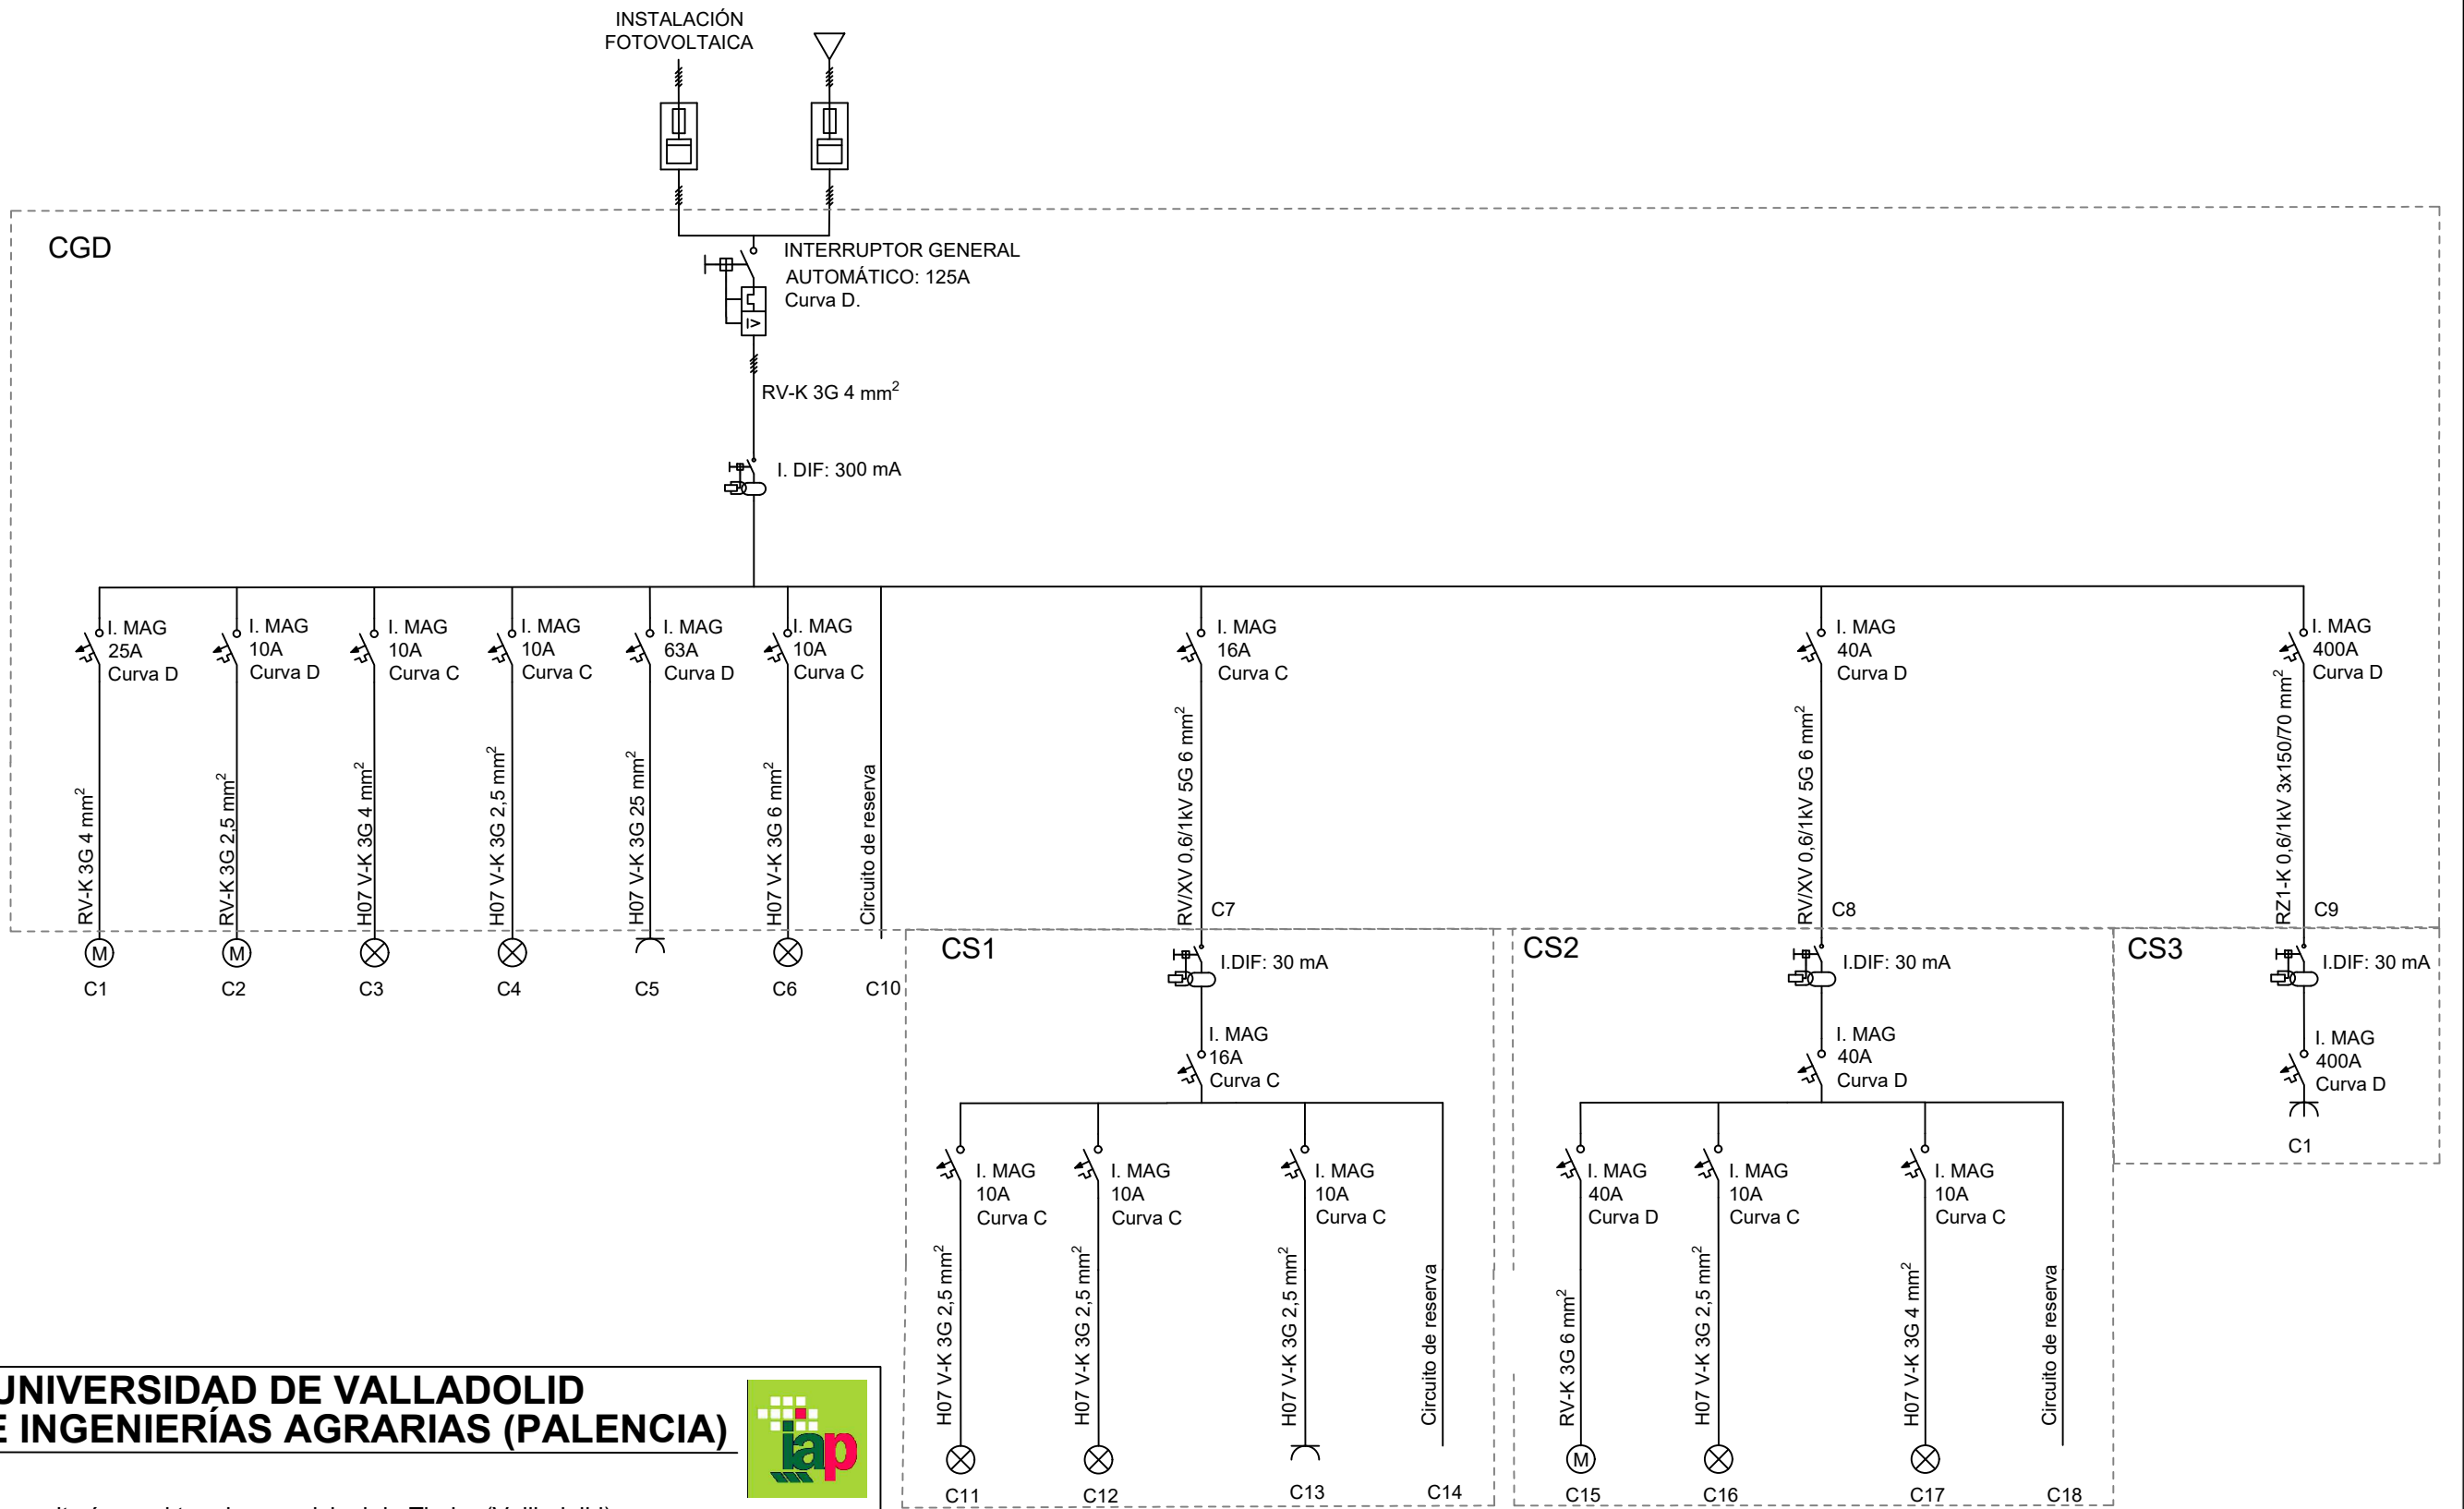 INSTALACIÓN
FOTOVOLTAICA
CGD
INTERRUPTOR GENERAL
AUTOMÁTICO: 125A
Curva D.
RV-K 3G 4 mm²
I. DIF: 300 mA
I. MAG
25A
Curva D
I. MAG
10A
Curva D
I. MAG
10A
Curva C
I. MAG
10A
Curva C
I. MAG
63A
Curva D
I. MAG
10A
Curva C
I. MAG
16A
Curva C
I. MAG
40A
Curva D
I. MAG
400A
Curva D
RV-K 3G 4 mm²
RV-K 3G 2,5 mm²
H07 V-K 3G 4 mm²
H07 V-K 3G 2,5 mm²
H07 V-K 3G 25 mm²
H07 V-K 3G 6 mm²
Circuito de reserva
RV/XV 0,6/1kV 5G 6 mm²
RV/XV 0,6/1kV 5G 6 mm²
RZ1-K 0,6/1kV 3x150/70 mm²
C7
C8
C9
M
M
C1
C2
C3
C4
C5
C6
C10
CS1
I.DIF: 30 mA
I. MAG
16A
Curva C
I. MAG
10A
Curva C
I. MAG
10A
Curva C
I. MAG
10A
Curva C
H07 V-K 3G 2,5 mm²
H07 V-K 3G 2,5 mm²
H07 V-K 3G 2,5 mm²
Circuito de reserva
C11
C12
C13
C14
CS2
I.DIF: 30 mA
I. MAG
40A
Curva D
I. MAG
40A
Curva D
I. MAG
10A
Curva C
I. MAG
10A
Curva C
RV-K 3G 6 mm²
H07 V-K 3G 2,5 mm²
H07 V-K 3G 4 mm²
Circuito de reserva
M
C15
C16
C17
C18
CS3
I.DIF: 30 mA
I. MAG
400A
Curva D
C1
UNIVERSIDAD DE VALLADOLID
E INGENIERÍAS AGRARIAS (PALENCIA)
iap